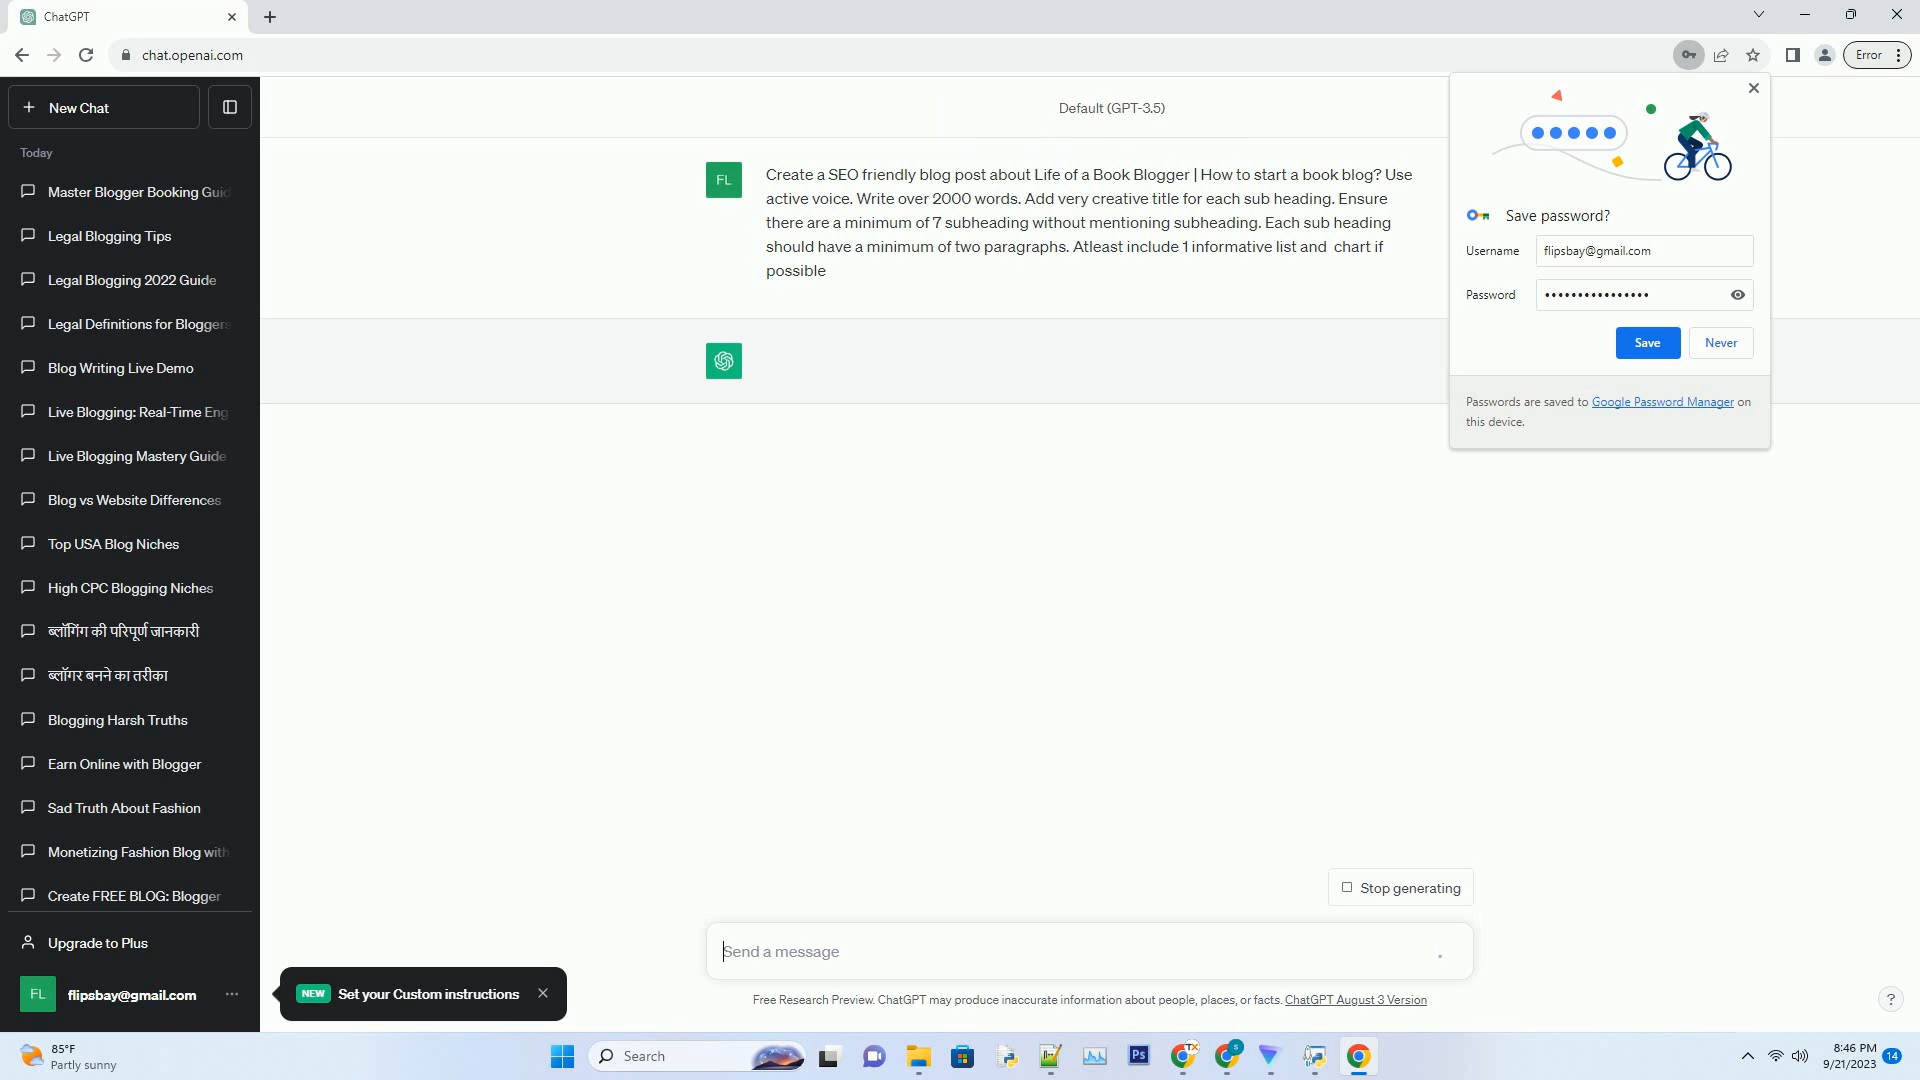 ChatGPT
chat.openai.com
Error
New Chat
Today
Master Blogger Booking Guid
Legal Blogging Tips
Legal Blogging 2022 Guide
Legal Definitions for Bloggers
Blog Writing Live Demo
Live Blogging: Real-Time Eng
Live Blogging Mastery Guide
Blog vs Website Differences
Top USA Blog Niches
High CPC Blogging Niches
ब्लॉगिंग की परिपूर्ण जानकारी
ब्लॉगर बनने का तरीका
Blogging Harsh Truths
Earn Online with Blogger
Sad Truth About Fashion
Monetizing Fashion Blog with
Create FREE BLOG: Blogger
Upgrade to Plus
FL flipsbay@gmail.com
NEW Set your Custom instructions
Default (GPT-3.5)
FL
Create a SEO friendly blog post about Life of a Book Blogger | How to start a book blog? Use
active voice. Write over 2000 words. Add very creative title for each sub heading. Ensure
there are a minimum of 7 subheading without mentioning subheading. Each sub heading
should have a minimum of two paragraphs. Atleast include 1 informative list and chart if
possible
Save password?
Username flipsbay@gmail.com
Password ••••••••••••••••
Save Never
Passwords are saved to Google Password Manager on
this device.
Stop generating
Send a message
Free Research Preview. ChatGPT may produce inaccurate information about people, places, or facts. ChatGPT August 3 Version
?
85°F
Partly sunny
Search
Ps
TX
S
8:46 PM
9/21/2023
14